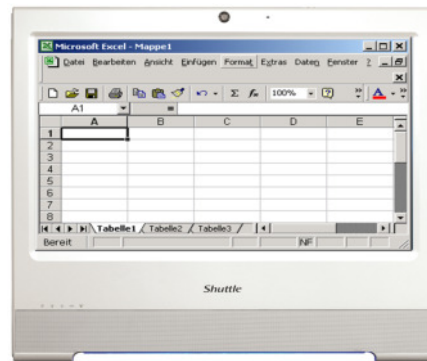 Microsoft Excel - Mappe1
Datei Bearbeiten Ansicht Einfügen Format Extras Daten Fenster ?
100%
A1 =
A B C D E
1
2
3
4
5
6
7
8
Tabelle1 Tabelle2 Tabelle3
Bereit NF
Shuttle